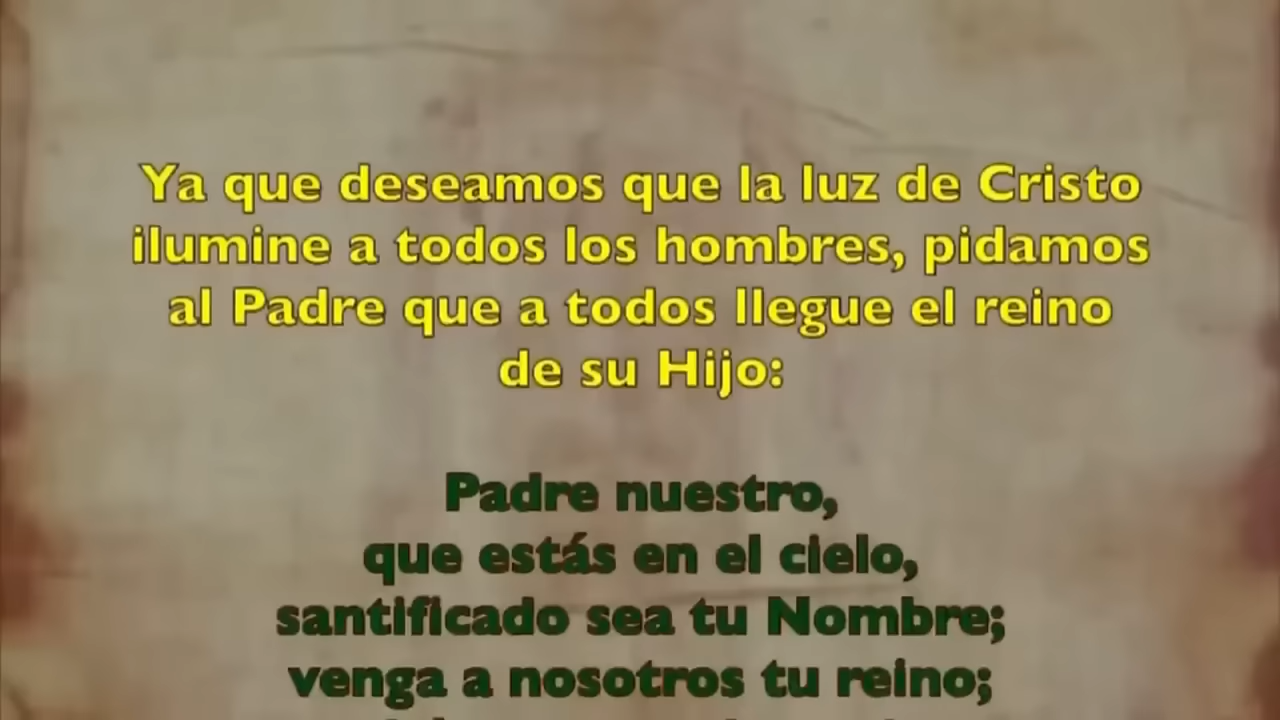 Ya que deseamos que la luz de Cristo
ilumine a todos los hombres, pidamos
al Padre que a todos llegue el reino
de su Hijo:
Padre nuestro,
que estás en el cielo,
santificado sea tu Nombre;
venga a nosotros tu reino;